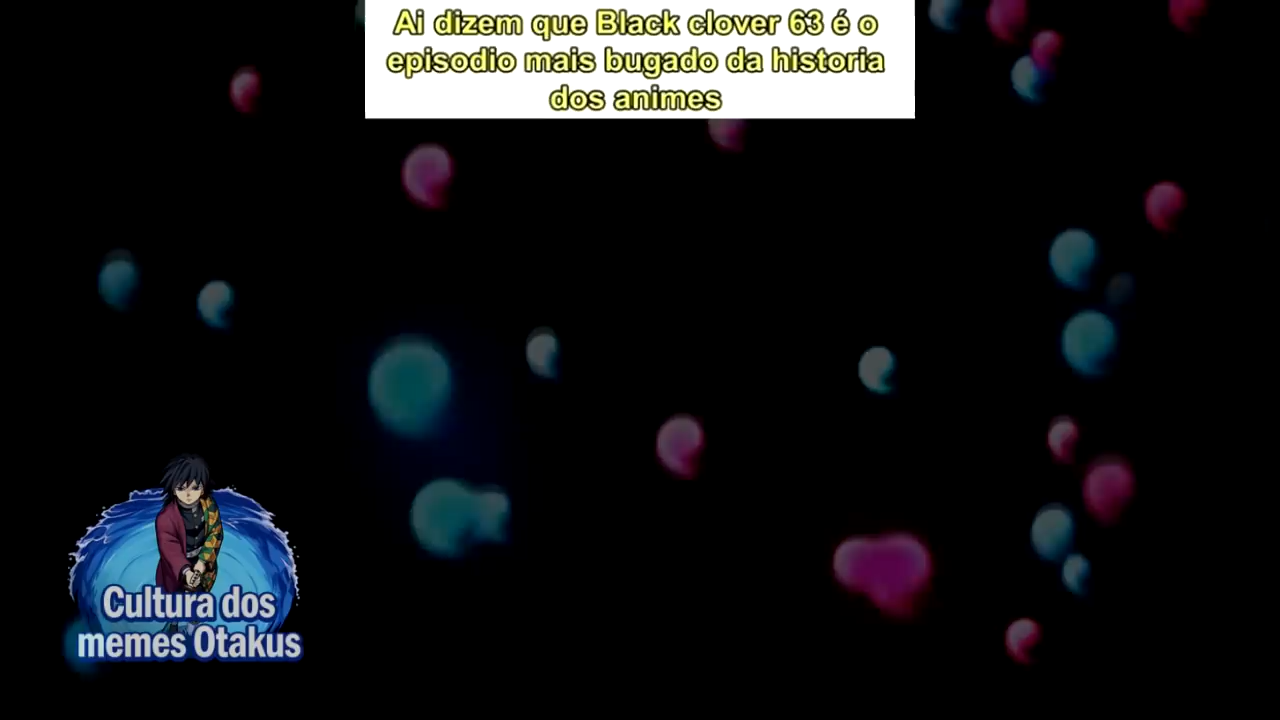 Ai dizem que Black clover 63 é o
episodio mais bugado da historia
dos animes
Cultura dos
memes Otakus